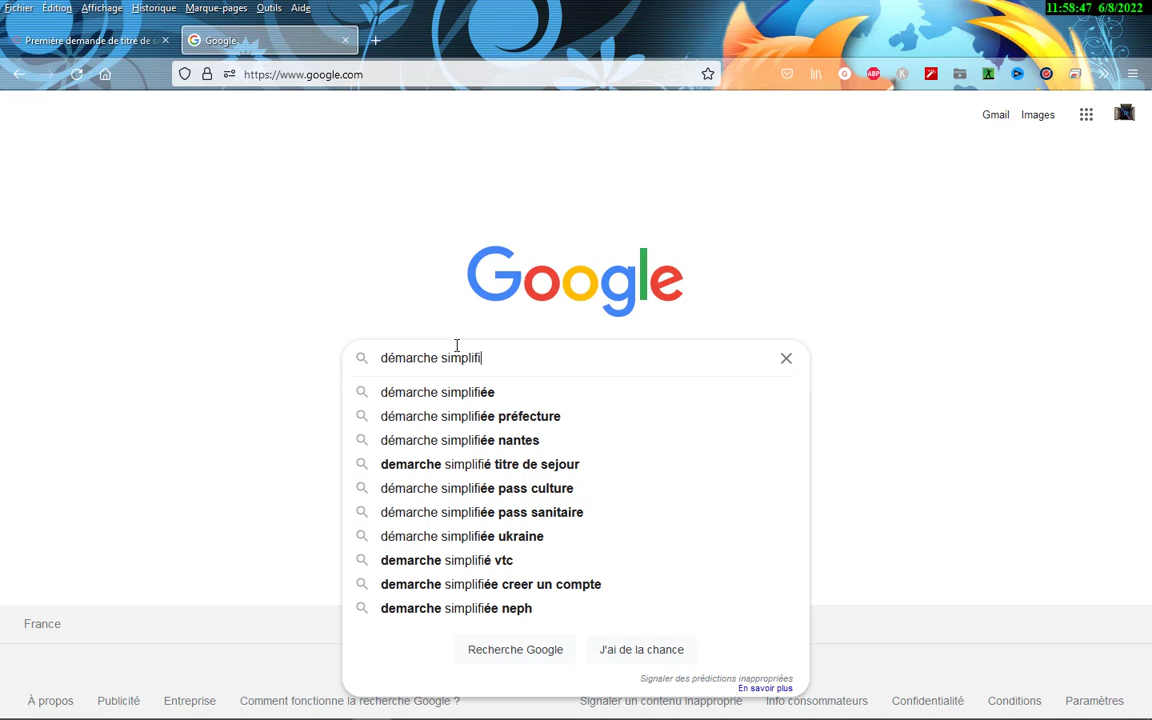 Fichier Édition Affichage Historique Marque-pages Outils Aide
11:58:47 6/8/2022
Première demande de titre de s
Google
https://www.google.com
ABP
K
Gmail Images
Google
démarche simplifi
démarche simplifiée
démarche simplifiée préfecture
démarche simplifiée nantes
demarche simplifié titre de sejour
démarche simplifiée pass culture
démarche simplifiée pass sanitaire
démarche simplifiée ukraine
demarche simplifié vtc
demarche simplifiée creer un compte
demarche simplifiée neph
France
Recherche Google J'ai de la chance
Signaler des prédictions inappropriées
En savoir plus
À propos Publicité Entreprise Comment fonctionne la recherche Google ? Signaler un contenu inapproprié Info consommateurs Confidentialité Conditions Paramètres